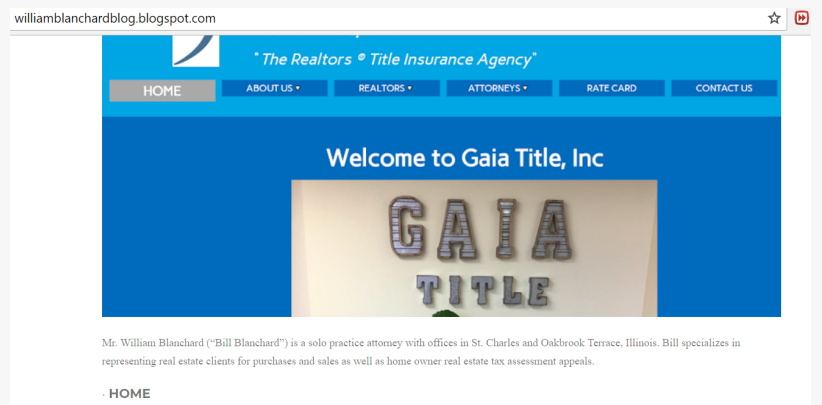 williamblanchardblog.blogspot.com
" The Realtors ® Title Insurance Agency"
HOME ABOUT US ▾ REALTORS ▾ ATTORNEYS ▾ RATE CARD CONTACT US
Welcome to Gaia Title, Inc
GAIA
TITLE
Mr. William Blanchard (“Bill Blanchard”) is a solo practice attorney with offices in St. Charles and Oakbrook Terrace, Illinois. Bill specializes in
representing real estate clients for purchases and sales as well as home owner real estate tax assessment appeals.
· HOME